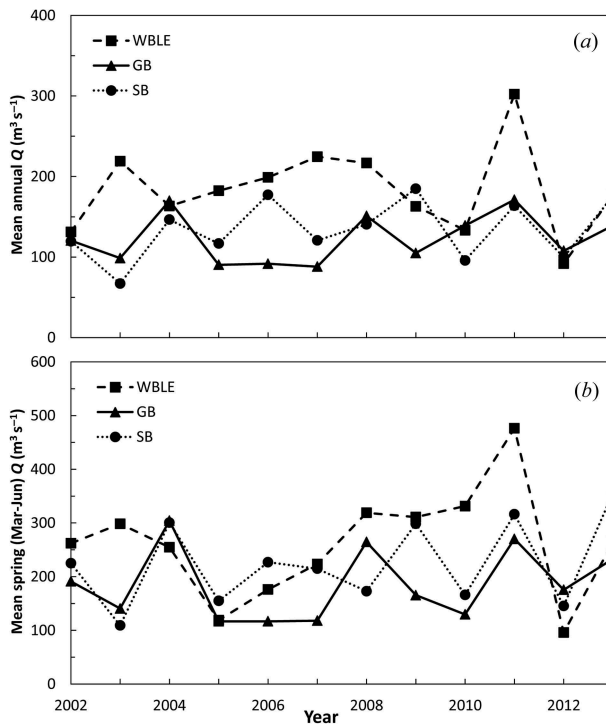 400
300
200
100
0
Mean annual Q (m³ s⁻¹)
WBLE
GB
SB
(a)
600
500
400
300
200
100
0
Mean spring (Mar-Jun) Q (m³ s⁻¹)
WBLE
GB
SB
(b)
2002 2004 2006 2008 2010 2012
Year